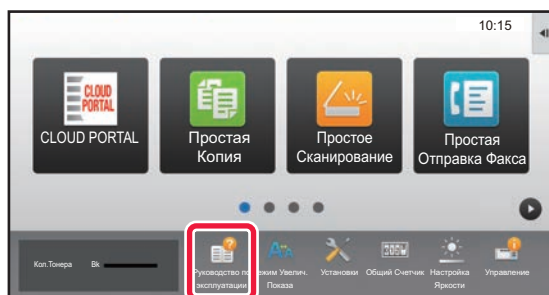 10:15
CLOUD
PORTAL
CLOUD PORTAL
Простая
Копия
Простое
Сканирование
Простая
Отправка Факса
Кол.Тонера Bk
Руководство по
эксплуатации
Режим Увелич.
Показа
Установки
Общий Счетчик
Настройка
Яркости
Управление